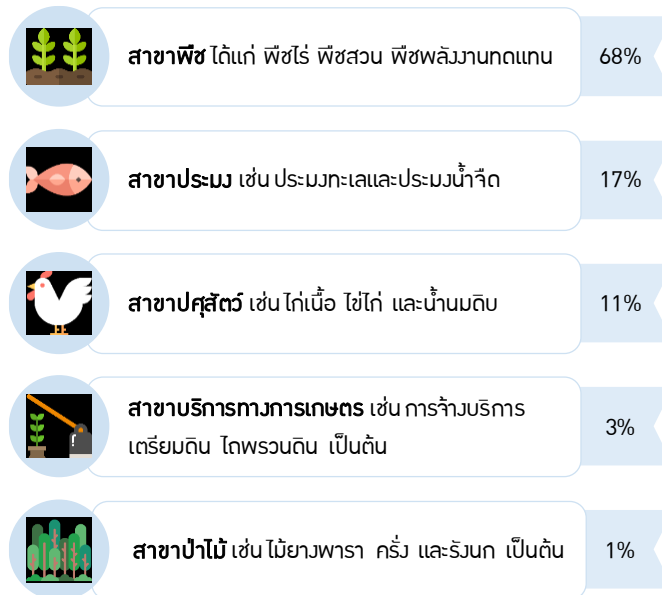 สาขาพืช ได้แก่ พืชไร่ พืชสวน พืชพลังงานทดแทน 68%
สาขาประมง เช่น ประมงทะเลและประมงน้ำจืด 17%
สาขาปศุสัตว์ เช่น ไก่เนื้อ ไข่ไก่ และน้ำนมดิบ 11%
สาขาบริการทางการเกษตร เช่น การจ้างบริการ
เตรียมดิน ไถพรวนดิน เป็นต้น 3%
สาขาป่าไม้ เช่น ไม้ยางพารา ครั่ง และรังนก เป็นต้น 1%